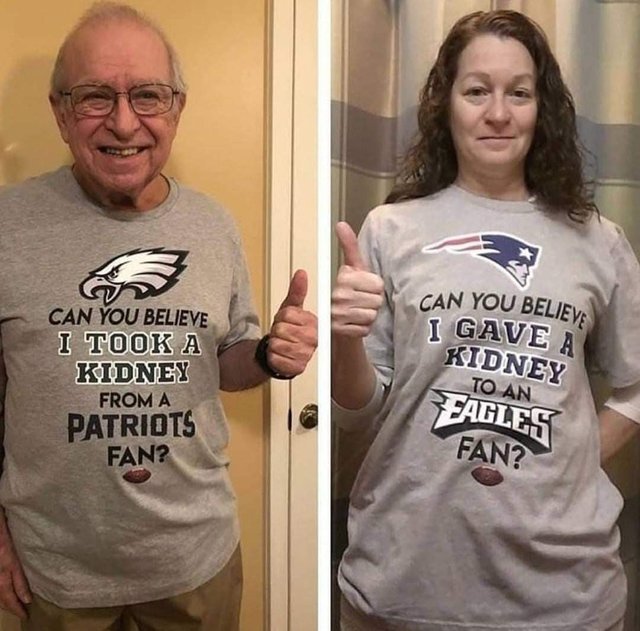 CAN YOU BELIEVE
I TOOK A
KIDNEY
FROM A
PATRIOTS
FAN?
CAN YOU BELIEVE
I GAVE A
KIDNEY
TO AN
EAGLES
FAN?